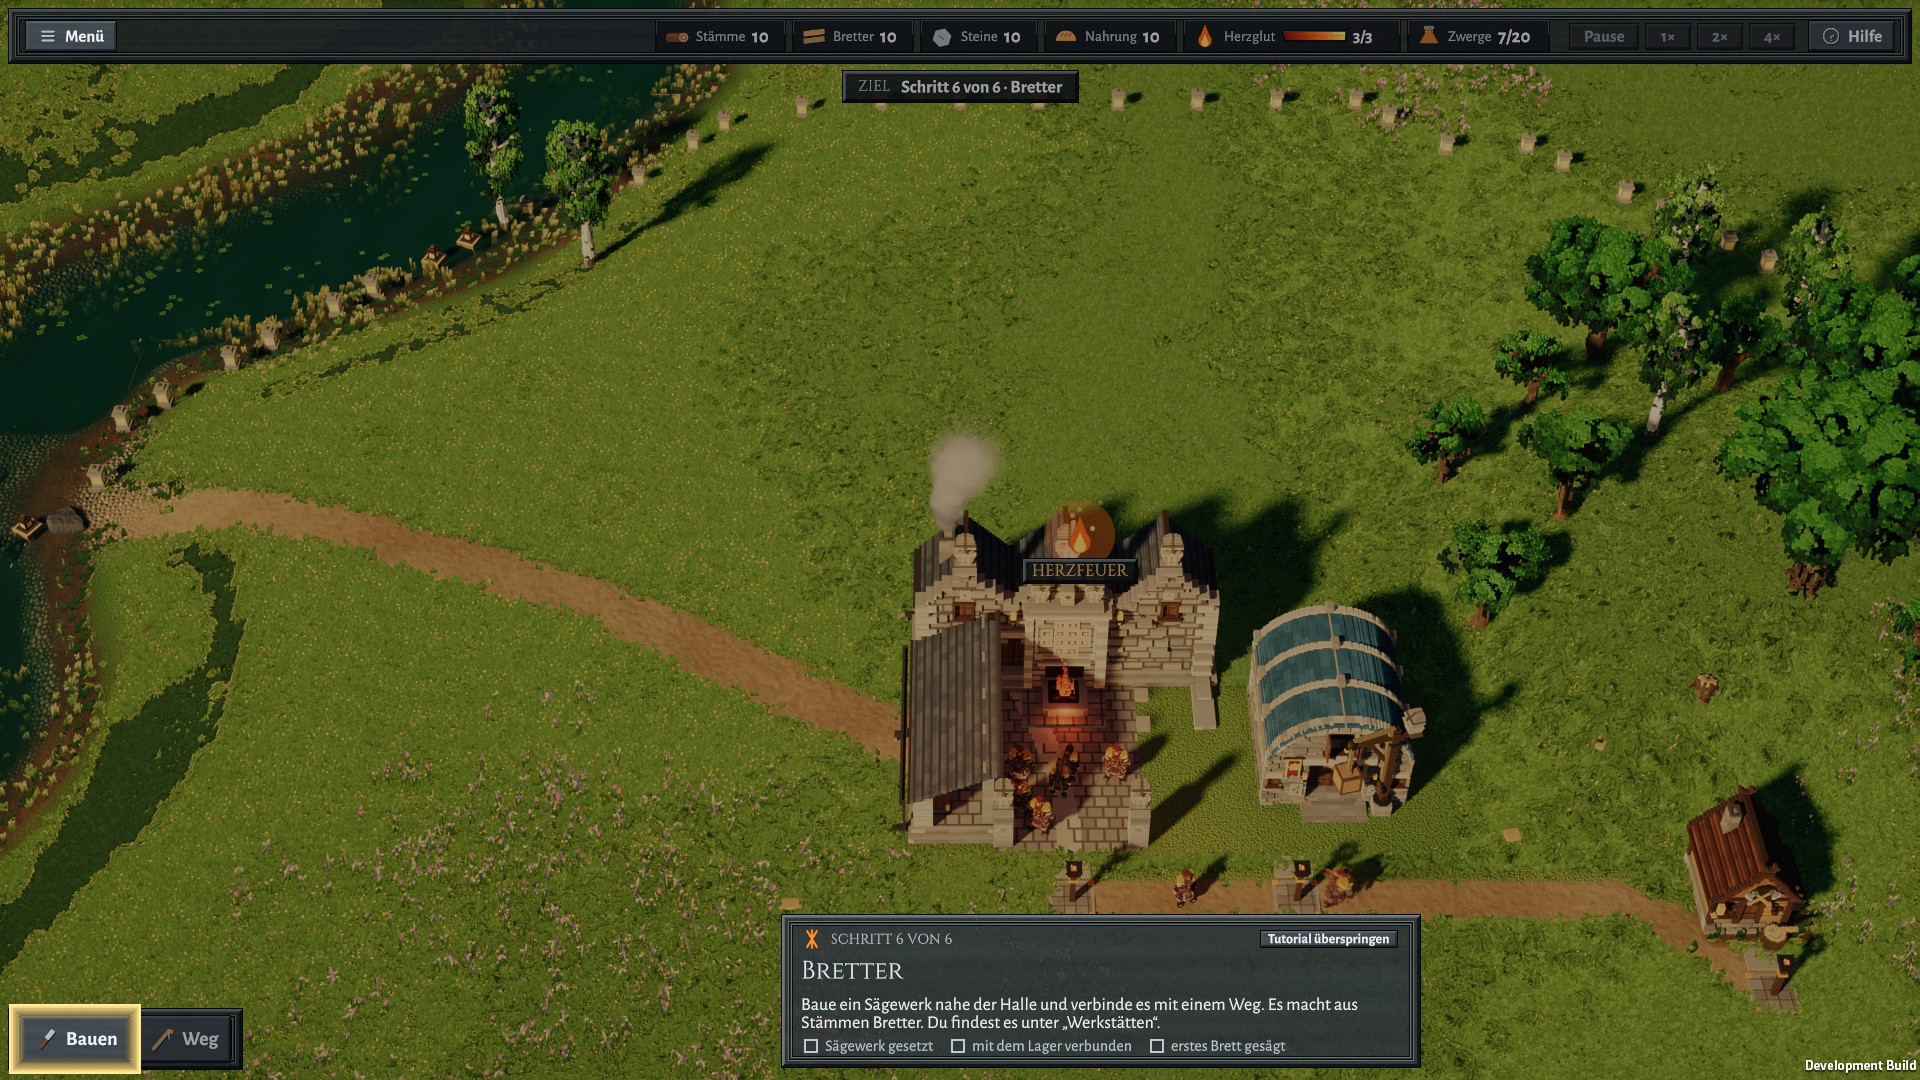 Menü
Stämme 10
Bretter 10
Steine 10
Nahrung 10
Herzglut 3/3
Zwerge 7/20
Pause
1×
2×
4×
Hilfe
ZIEL Schritt 6 von 6 · Bretter
HERZFEUER
SCHRITT 6 VON 6
Tutorial überspringen
BRETTER
Baue ein Sägewerk nahe der Halle und verbinde es mit einem Weg. Es macht aus
Stämmen Bretter. Du findest es unter „Werkstätten“.
Sägewerk gesetzt
mit dem Lager verbunden
erstes Brett gesägt
Bauen
Weg
Development Build